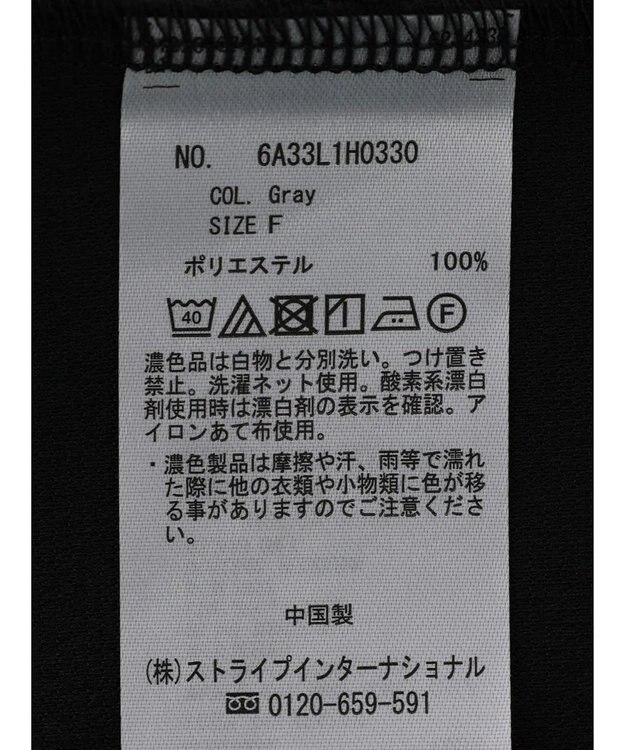 NO. 6A33L1H0330
COL. Gray
SIZE F
ポリエステル 100%
40 F
濃色品は白物と分別洗い。つけ置き
禁止。洗濯ネット使用。酸素系漂白
剤使用時は漂白剤の表示を確認。ア
イロンあて布使用。
・濃色製品は摩擦や汗、雨等で濡れ
た際に他の衣類や小物類に色が移
る事がありますのでご注意くださ
い。
中国製
(株)ストライプインターナショナル
0120-659-591